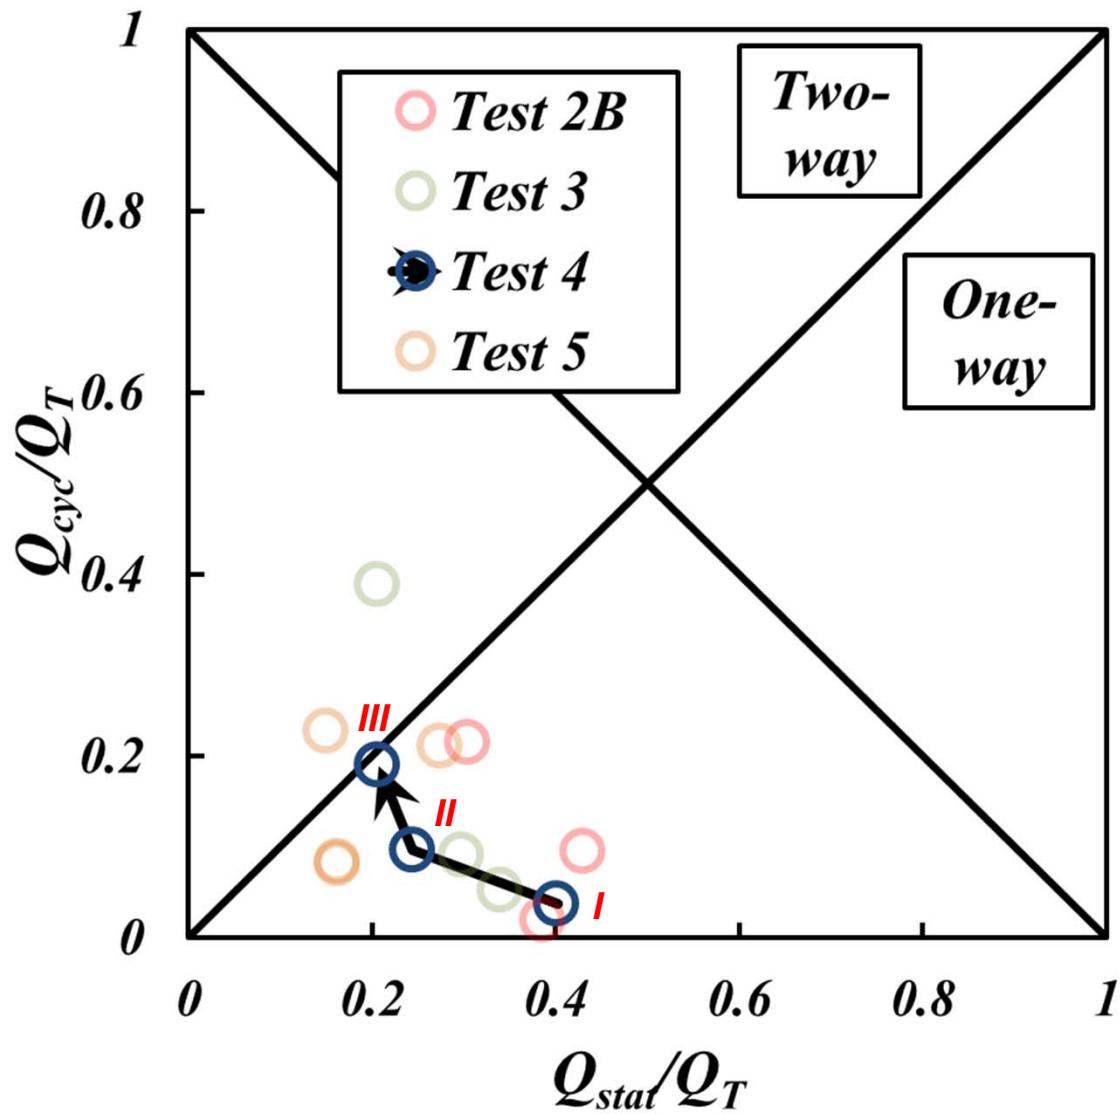 1
0.8
0.6
0.4
0.2
0
Q_cyc/Q_T
Test 2B
Test 3
Test 4
Test 5
Two-
way
One-
way
III
II
I
0 0.2 0.4 0.6 0.8 1
Q_stat/Q_T